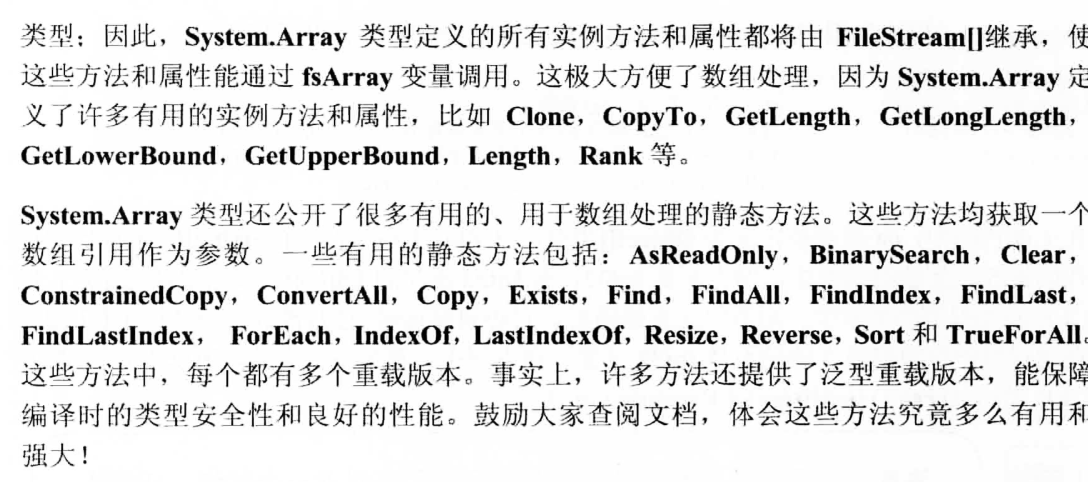 类型；因此，System.Array 类型定义的所有实例方法和属性都将由 FileStream[]继承，使
这些方法和属性能通过 fsArray 变量调用。这极大方便了数组处理，因为 System.Array 定
义了许多有用的实例方法和属性，比如 Clone，CopyTo，GetLength，GetLongLength，
GetLowerBound，GetUpperBound，Length，Rank 等。
System.Array 类型还公开了很多有用的、用于数组处理的静态方法。这些方法均获取一个
数组引用作为参数。一些有用的静态方法包括：AsReadOnly，BinarySearch，Clear，
ConstrainedCopy，ConvertAll，Copy，Exists，Find，FindAll，FindIndex，FindLast，
FindLastIndex， ForEach，IndexOf，LastIndexOf，Resize，Reverse，Sort 和 TrueForAll。
这些方法中，每个都有多个重载版本。事实上，许多方法还提供了泛型重载版本，能保障
编译时的类型安全性和良好的性能。鼓励大家查阅文档，体会这些方法究竟多么有用和
强大！